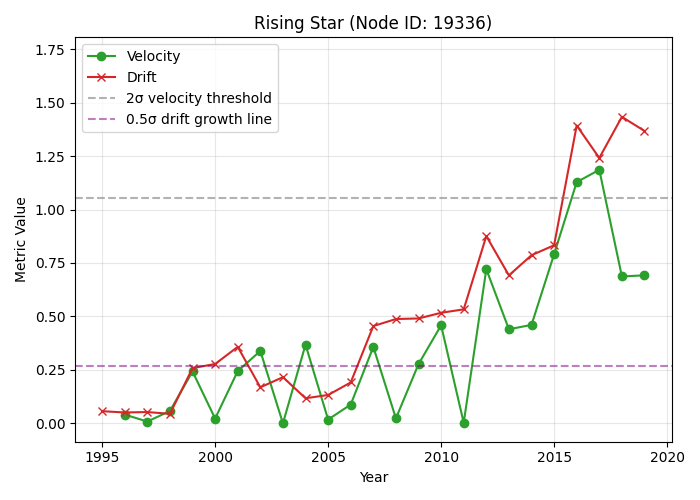 Rising Star (Node ID: 19336)
Velocity
Drift
2σ velocity threshold
0.5σ drift growth line
Metric Value
1.75
1.50
1.25
1.00
0.75
0.50
0.25
0.00
1995 2000 2005 2010 2015 2020
Year